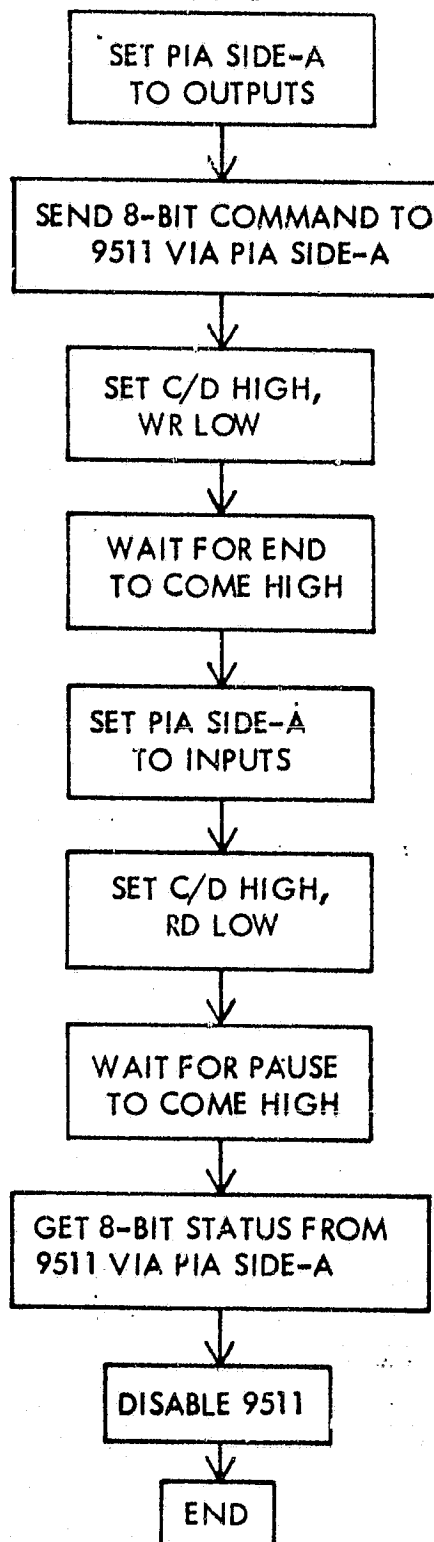 SET PIA SIDE-A
TO OUTPUTS
SEND 8-BIT COMMAND TO
9511 VIA PIA SIDE-A
SET C/D HIGH,
WR LOW
WAIT FOR END
TO COME HIGH
SET PIA SIDE-A
TO INPUTS
SET C/D HIGH,
RD LOW
WAIT FOR PAUSE
TO COME HIGH
GET 8-BIT STATUS FROM
9511 VIA PIA SIDE-A
DISABLE 9511
END